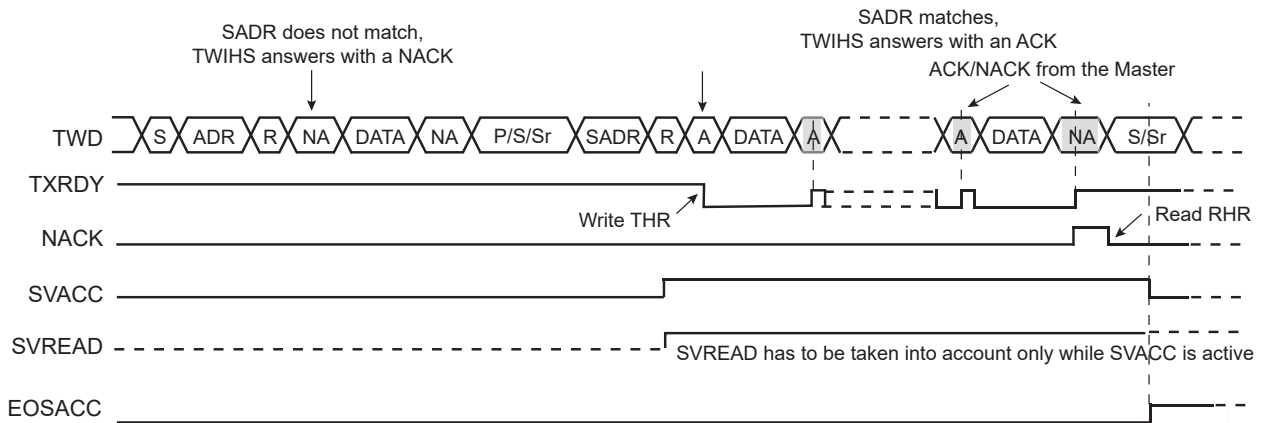 SADR does not match,
TWIHS answers with a NACK
SADR matches,
TWIHS answers with an ACK
ACK/NACK from the Master
TWD S ADR R NA DATA NA P/S/Sr SADR R A DATA A A DATA NA S/Sr
TXRDY
Write THR
Read RHR
NACK
SVACC
SVREAD
SVREAD has to be taken into account only while SVACC is active
EOSACC